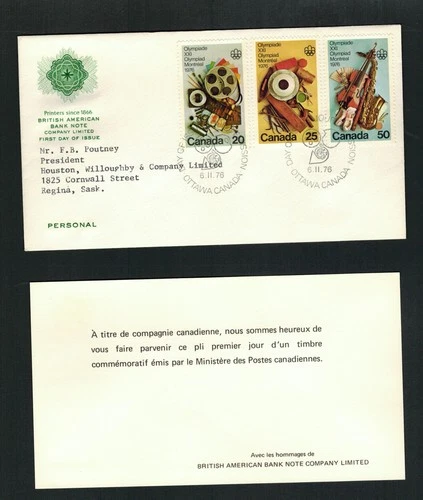 Printers since 1866
BRITISH AMERICAN
BANK NOTE
COMPANY LIMITED
FIRST DAY OF ISSUE
Mr. F.B. Poutney
President
Houston, Willoughby & Company Limited
1825 Cornwall Street
Regina, Sask.
PERSONAL
Olympiade
XXI
Olympiad
Montréal
1976
Canada 20
Olympiade
XXI
Olympiad
Montréal
1976
Canada 25
Olympiade
XXI
Olympiad
Montréal
1976
Canada 50
DAY OF
6.II.76
OTTAWA CANADA
DAY OF
6.II.76
OTTAWA CANADA
À titre de compagnie canadienne, nous sommes heureux de
vous faire parvenir ce pli premier jour d'un timbre
commémoratif émis par le Ministère des Postes canadiennes.
Avec les hommages de
BRITISH AMERICAN BANK NOTE COMPANY LIMITED